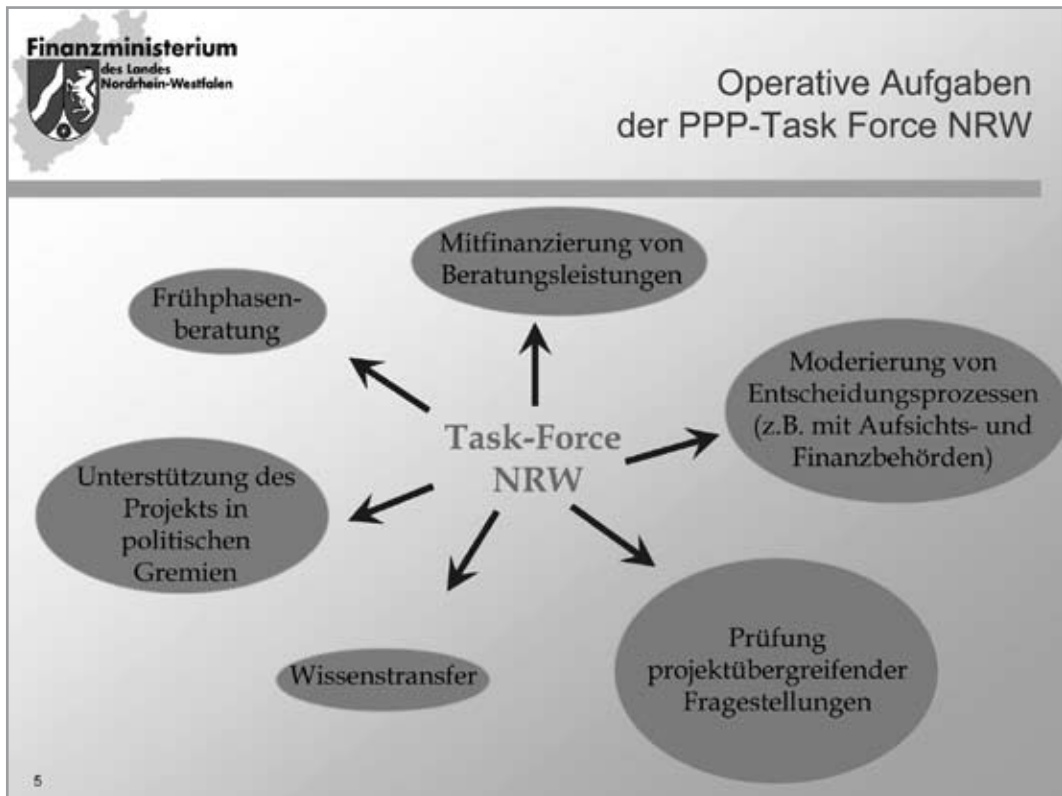 Finanzministerium
des Landes
Nordrhein-Westfalen
Operative Aufgaben
der PPP-Task Force NRW
Mitfinanzierung von
Beratungsleistungen
Frühphasen-
beratung
Moderierung von
Entscheidungsprozessen
(z.B. mit Aufsichts- und
Finanzbehörden)
Task-Force
NRW
Unterstützung des
Projekts in
politischen
Gremien
Wissenstransfer
Prüfung
projektübergreifender
Fragestellungen
5